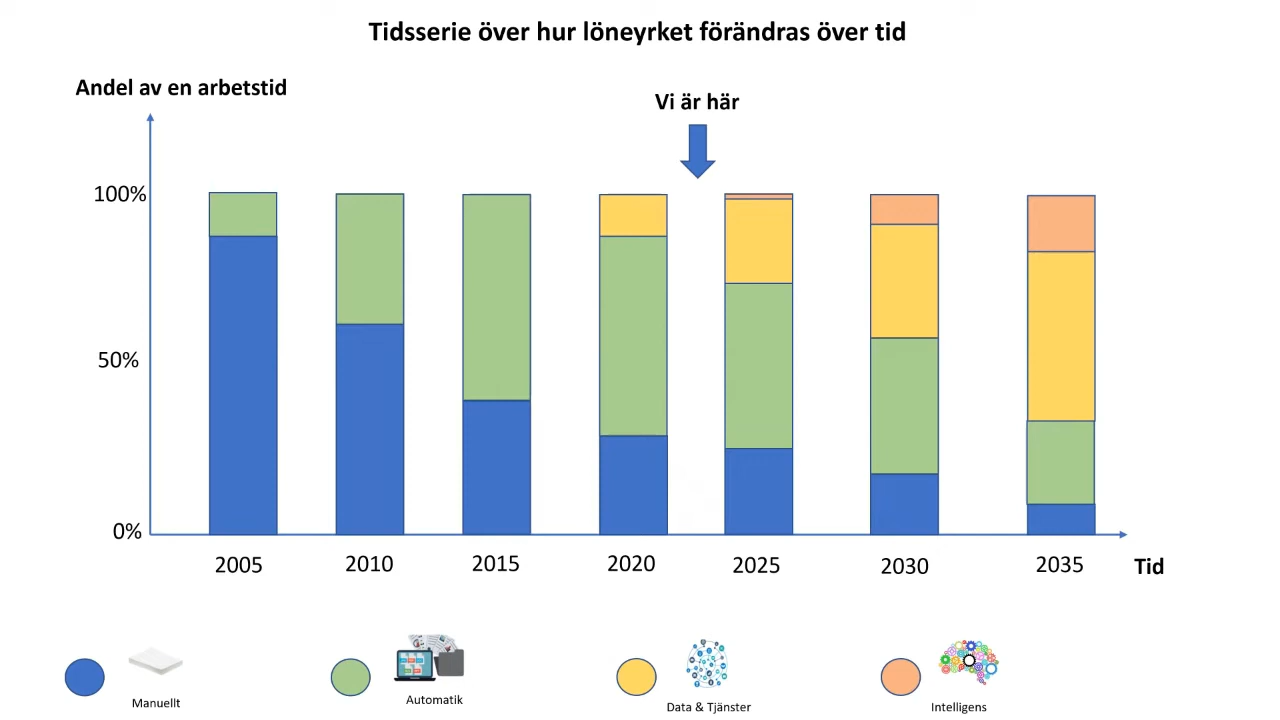 Tidsserie över hur löneyrket förändras över tid
Andel av en arbetstid
Vi är här
100%
50%
0%
2005 2010 2015 2020 2025 2030 2035 Tid
Manuellt Automatik Data & Tjänster Intelligens